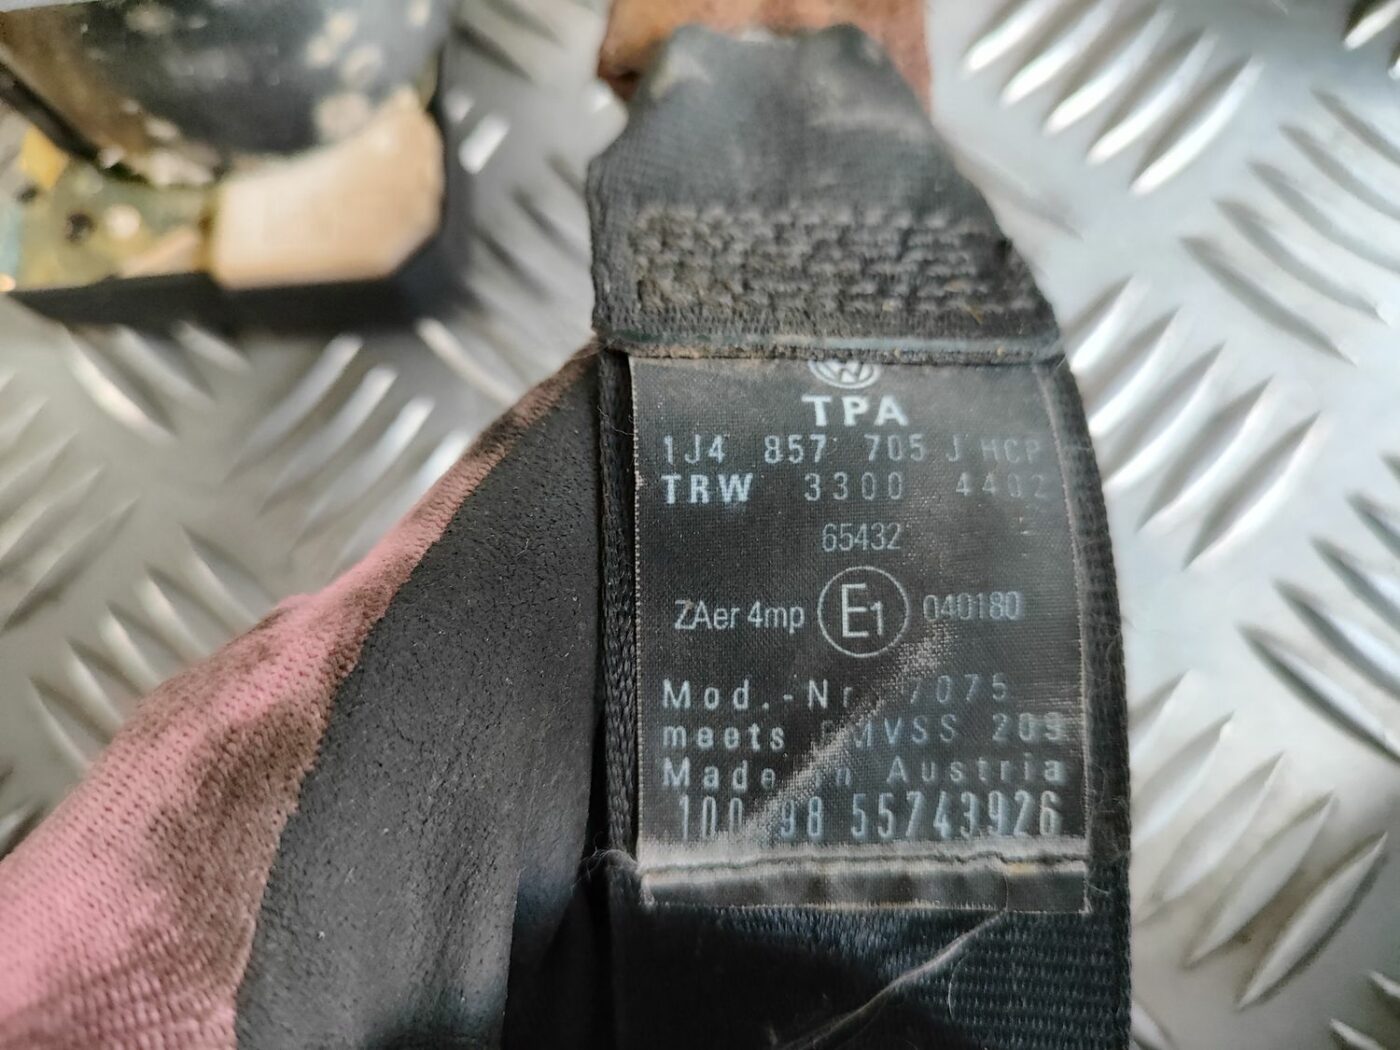 TPA
1J4 857 705 J HCP
TRW 3300 4402
65432
ZAer 4mp E1 040180
Mod.-Nr 7075
meets FMVSS 209
Made in Austria
100 98 55743926